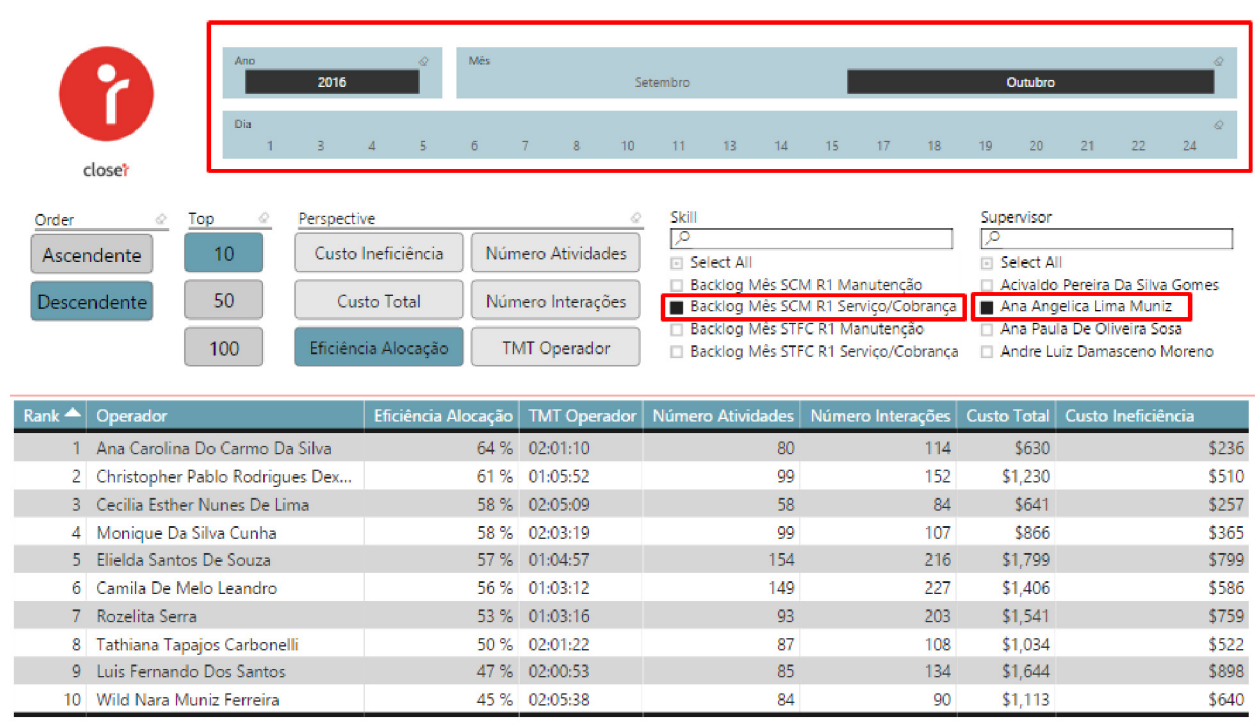 Ano
2016
Mês
Setembro Outubro
Dia
1 3 4 5 6 7 8 10 11 13 14 15 17 18 19 20 21 22 24
closer
Order
Ascendente
Descendente
Top
10
50
100
Perspective
Custo Ineficiência Número Atividades
Custo Total Número Interações
Eficiência Alocação TMT Operador
Skill
Select All
Backlog Mês SCM R1 Manutenção
Backlog Mês SCM R1 Serviço/Cobrança
Backlog Mês STFC R1 Manutenção
Backlog Mês STFC R1 Serviço/Cobrança
Supervisor
Select All
Acivaldo Pereira Da Silva Gomes
Ana Angelica Lima Muniz
Ana Paula De Oliveira Sosa
Andre Luiz Damasceno Moreno
Rank Operador Eficiência Alocação TMT Operador Número Atividades Número Interações Custo Total Custo Ineficiência
1 Ana Carolina Do Carmo Da Silva 64 % 02:01:10 80 114 $630 $236
2 Christopher Pablo Rodrigues Dex... 61 % 01:05:52 99 152 $1,230 $510
3 Cecilia Esther Nunes De Lima 58 % 02:05:09 58 84 $641 $257
4 Monique Da Silva Cunha 58 % 02:03:19 99 107 $866 $365
5 Elielda Santos De Souza 57 % 01:04:57 154 216 $1,799 $799
6 Camila De Melo Leandro 56 % 01:03:12 149 227 $1,406 $586
7 Rozelita Serra 53 % 01:03:16 93 203 $1,541 $759
8 Tathiana Tapajos Carbonelli 50 % 02:01:22 87 108 $1,034 $522
9 Luis Fernando Dos Santos 47 % 02:00:53 85 134 $1,644 $898
10 Wild Nara Muniz Ferreira 45 % 02:05:38 84 90 $1,113 $640